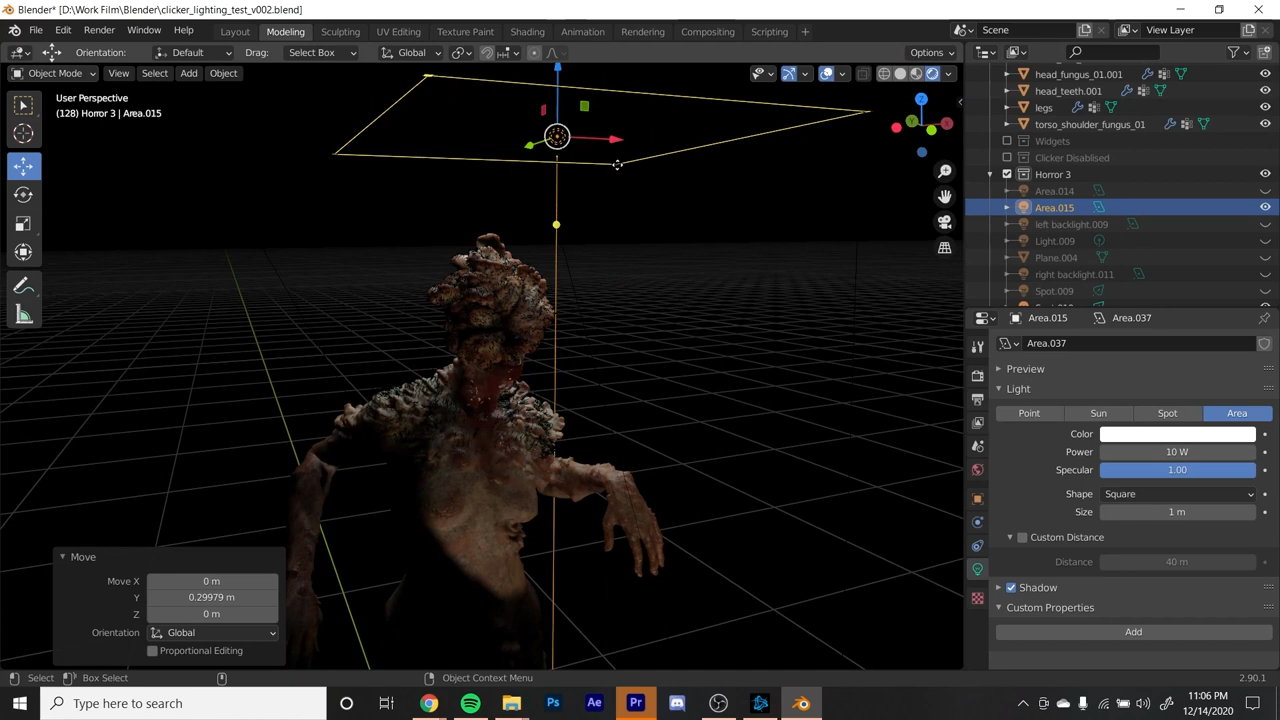 Blender* [D:\Work Film\Blender\clicker_lighting_test_v002.blend]
File Edit Render Window Help Layout Modeling Sculpting UV Editing Texture Paint Shading Animation Rendering Compositing Scripting + Scene View Layer
Orientation: Default Drag: Select Box Global Options
Object Mode View Select Add Object
User Perspective
(128) Horror 3 | Area.015
Z
Y
X
head_fungus_01.001
head_teeth.001
legs
torso_shoulder_fungus_01
Widgets
Clicker Disablised
Horror 3
Area.014
Area.015
left backlight.009
Light.009
Plane.004
right backlight.011
Spot.009
Area.015 Area.037
Area.037
Preview
Light
Point Sun Spot Area
Color
Power 10 W
Specular 1.00
Shape Square
Size 1 m
Custom Distance
Distance 40 m
Shadow
Custom Properties
Add
Move
Move X 0 m
Y 0.29979 m
Z 0 m
Orientation Global
Proportional Editing
Select Box Select Object Context Menu 2.90.1
Type here to search Ps Ae Pr
11:06 PM
12/14/2020